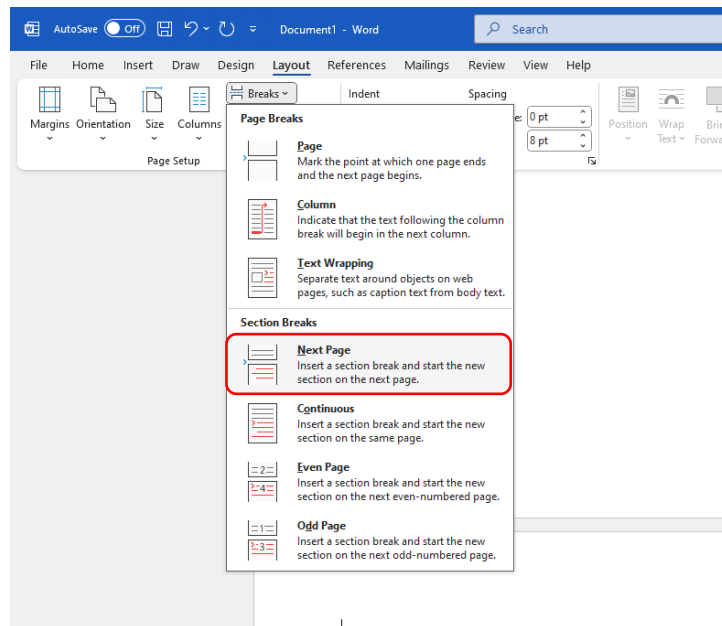 AutoSave Off Document1 - Word Search
File Home Insert Draw Design Layout References Mailings Review View Help
Breaks Indent Spacing
Margins Orientation Size Columns
e: 0 pt
8 pt
Position Wrap Text
Page Setup
Page Breaks
Page
Mark the point at which one page ends
and the next page begins.
Column
Indicate that the text following the column
break will begin in the next column.
Text Wrapping
Separate text around objects on web
pages, such as caption text from body text.
Section Breaks
Next Page
Insert a section break and start the new
section on the next page.
Continuous
Insert a section break and start the new
section on the same page.
=2=
=4=
Even Page
Insert a section break and start the new
section on the next even-numbered page.
=1=
=3=
Odd Page
Insert a section break and start the new
section on the next odd-numbered page.